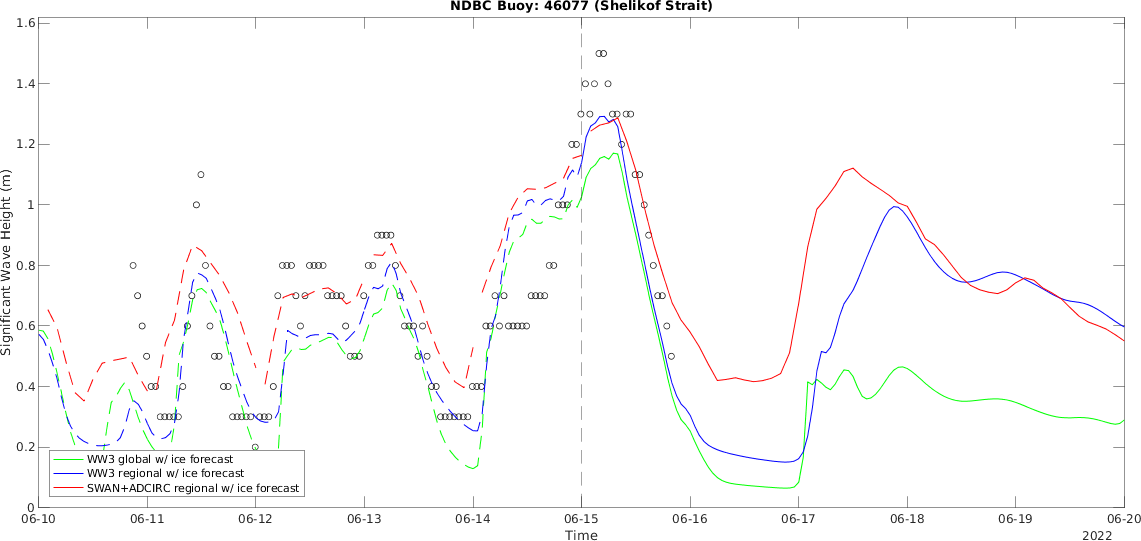 NDBC Buoy: 46077 (Shelikof Strait)
1.6
1.4
1.2
1
0.8
0.6
0.4
0.2
0
Significant Wave Height (m)
WW3 global w/ ice forecast
WW3 regional w/ ice forecast
SWAN+ADCIRC regional w/ ice forecast
06-10 06-11 06-12 06-13 06-14 06-15 06-16 06-17 06-18 06-19 06-20
Time
2022